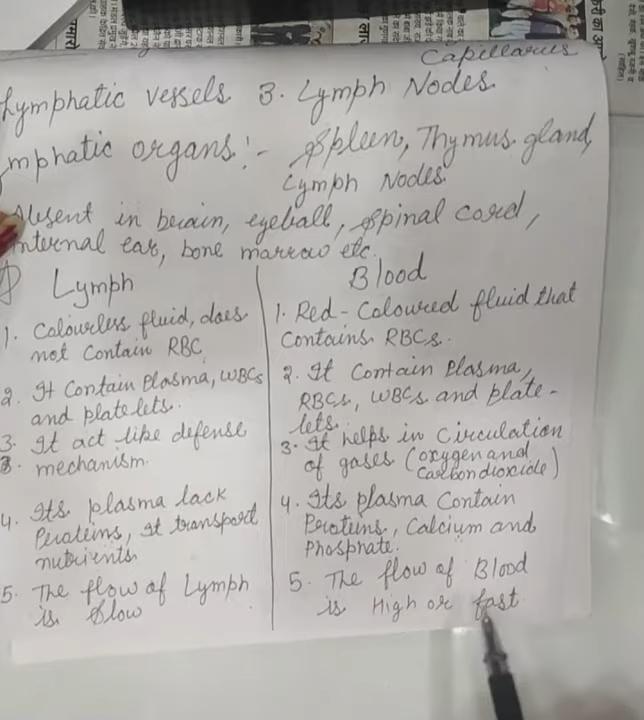 Capillaries
Lymphatic vessels 3. Lymph Nodes
mphatic organs:- Spleen, Thymus gland,
Lymph Nodes.
Absent in brain, eyeball, spinal cord,
internal ear, bone marrow etc.
Lymph
1. Colourless fluid, does
not contain RBC
2. It Contain Plasma, WBCs
and platelets.
3. It act like defense
3. mechanism.
4. Its plasma lack
Proteins, It transport
nutrients.
5. The flow of Lymph
is Slow
Blood
1. Red-Coloured fluid that
Contains RBCs.
2. It Contain Plasma,
RBCs, WBCs and plate-
lets.
3. It helps in Circulation
of gases (oxygen and
Carbondioxide)
4. Its plasma Contain
Proteins, Calcium and
Phosphate.
5. The flow of Blood
is High or fast